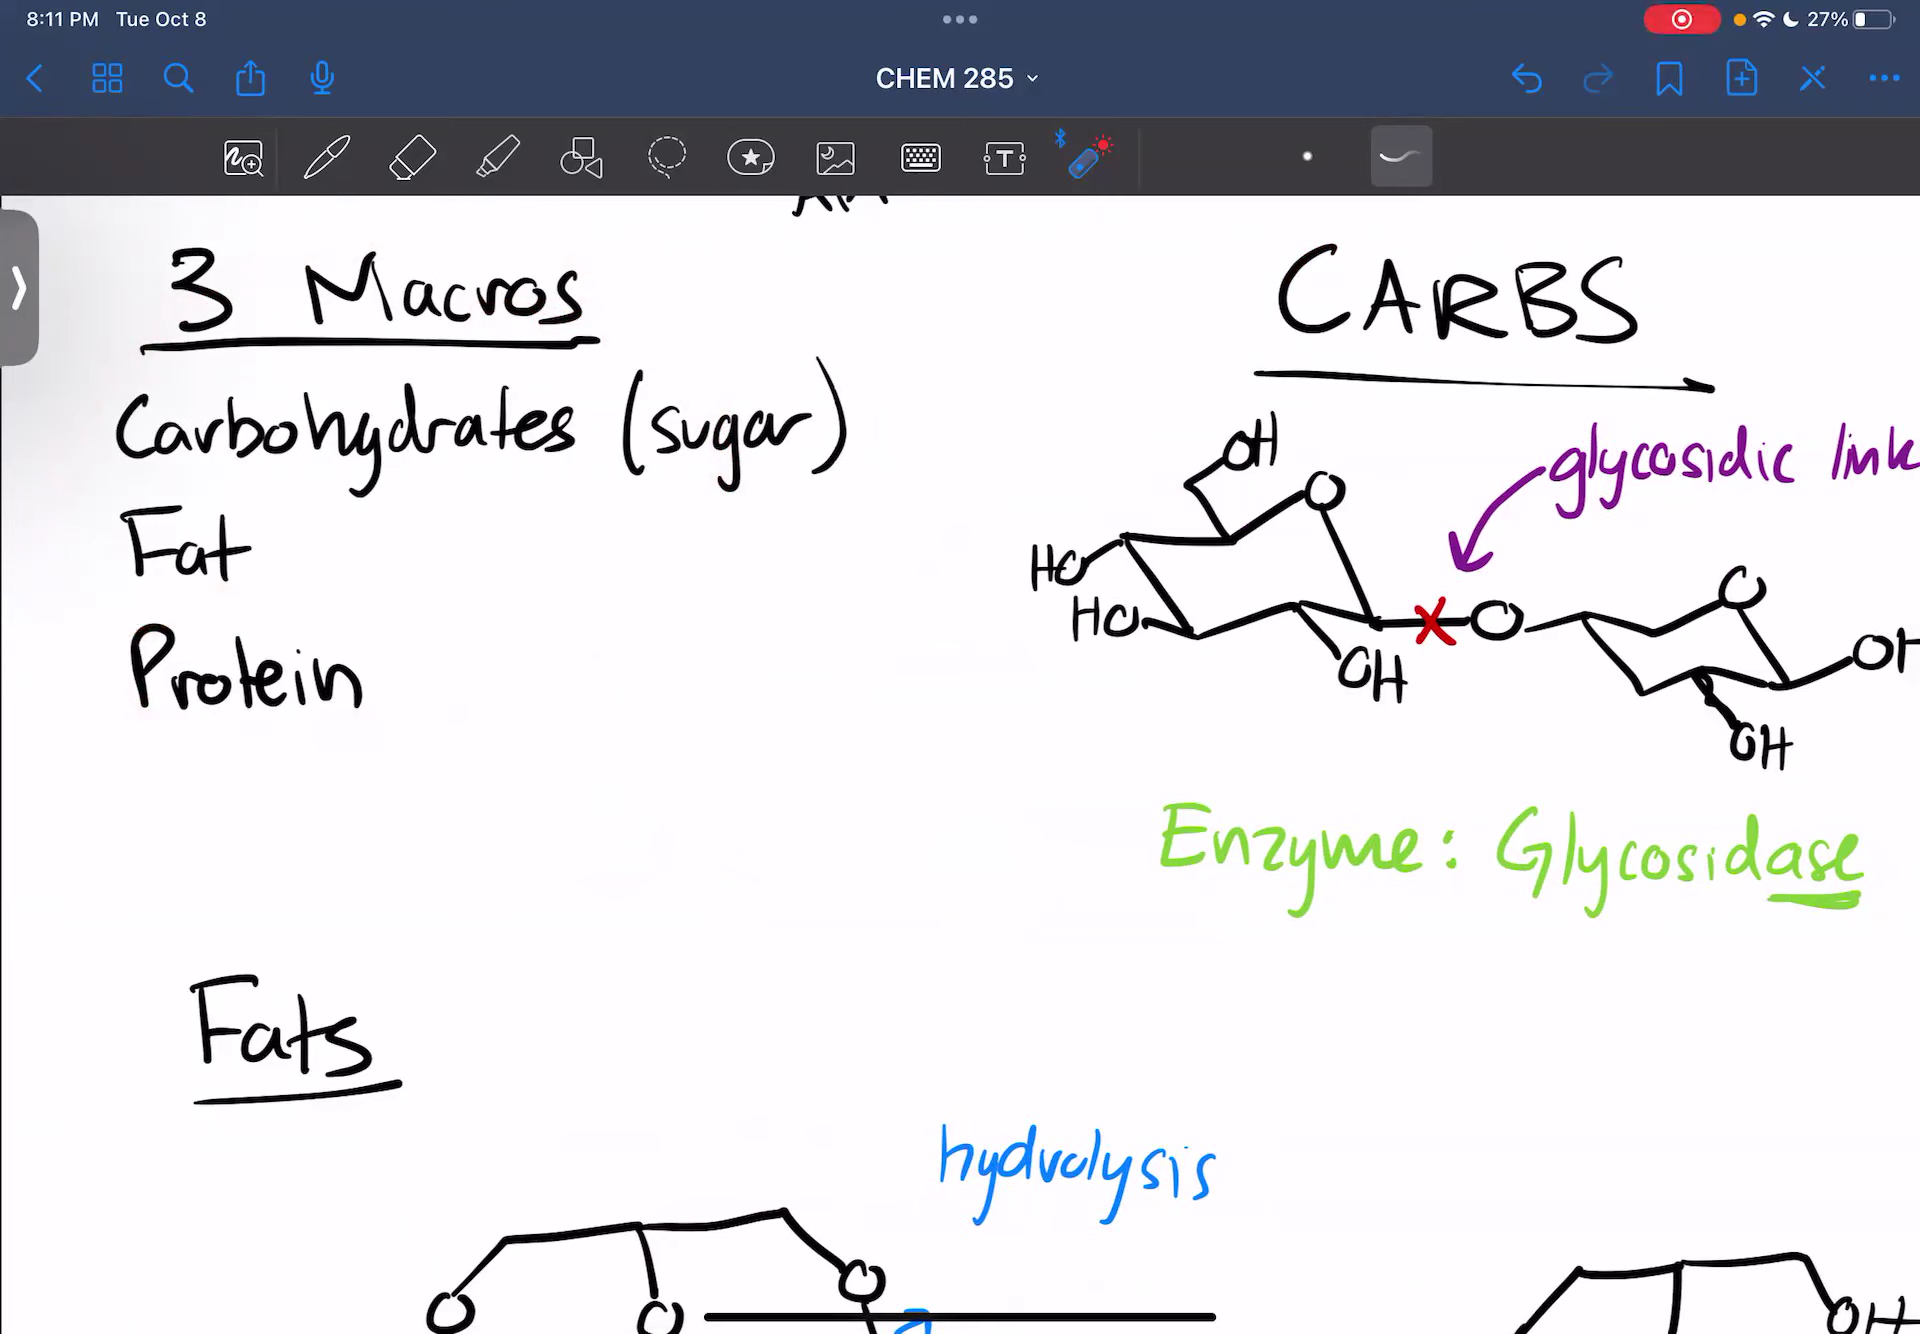 8:11 PM Tue Oct 8
27%
CHEM 285
T
3 Macros
CARBS
Carbohydrates (sugar)
Fat
Protein
glycosidic link
OH
O
HO
HO
OH
O
O
OH
OH
Enzyme: Glycosidase
Fats
hydrolysis
O
O
O
OH